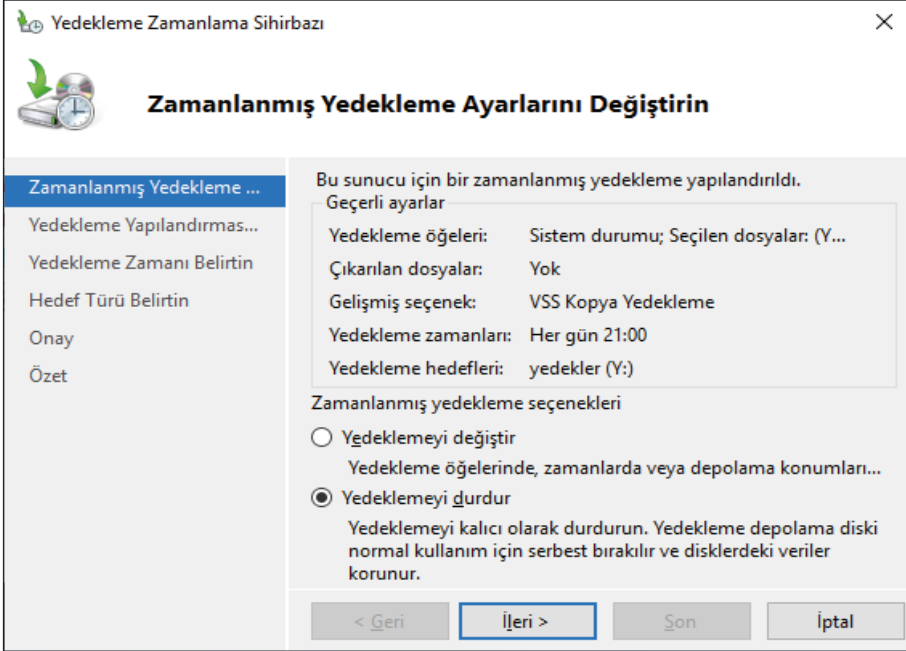 Yedekleme Zamanlama Sihirbazı
Zamanlanmış Yedekleme Ayarlarını Değiştirin
Zamanlanmış Yedekleme ...
Yedekleme Yapılandırmas...
Yedekleme Zamanı Belirtin
Hedef Türü Belirtin
Onay
Özet
Bu sunucu için bir zamanlanmış yedekleme yapılandırıldı.
Geçerli ayarlar
Yedekleme öğeleri: Sistem durumu; Seçilen dosyalar: (Y...
Çıkarılan dosyalar: Yok
Gelişmiş seçenek: VSS Kopya Yedekleme
Yedekleme zamanları: Her gün 21:00
Yedekleme hedefleri: yedekler (Y:)
Zamanlanmış yedekleme seçenekleri
Yedeklemeyi değiştir
Yedekleme öğelerinde, zamanlarda veya depolama konumları...
Yedeklemeyi durdur
Yedeklemeyi kalıcı olarak durdurun. Yedekleme depolama diski
normal kullanım için serbest bırakılır ve disklerdeki veriler
korunur.
< Geri İleri > Son İptal